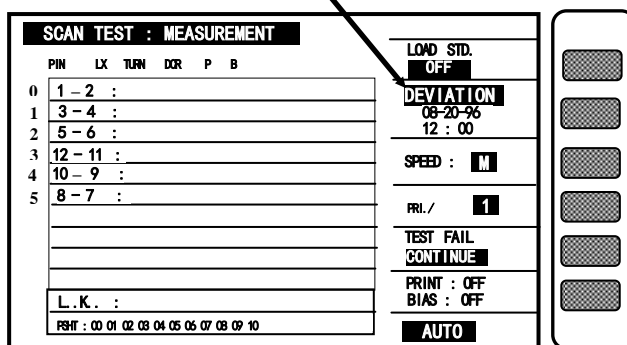 SCAN TEST : MEASUREMENT
PIN LX TURN DCR P B
0 1 – 2 :
1 3 – 4 :
2 5 – 6 :
3 12 – 11 :
4 10 – 9 :
5 8 – 7 :
L.K. :
PSHT : 00 01 02 03 04 05 06 07 08 09 10
LOAD STD.
OFF
DEVIATION
08-20-96
12 : 00
SPEED : M
PRI./ 1
TEST FAIL
CONTINUE
PRINT : OFF
BIAS : OFF
AUTO